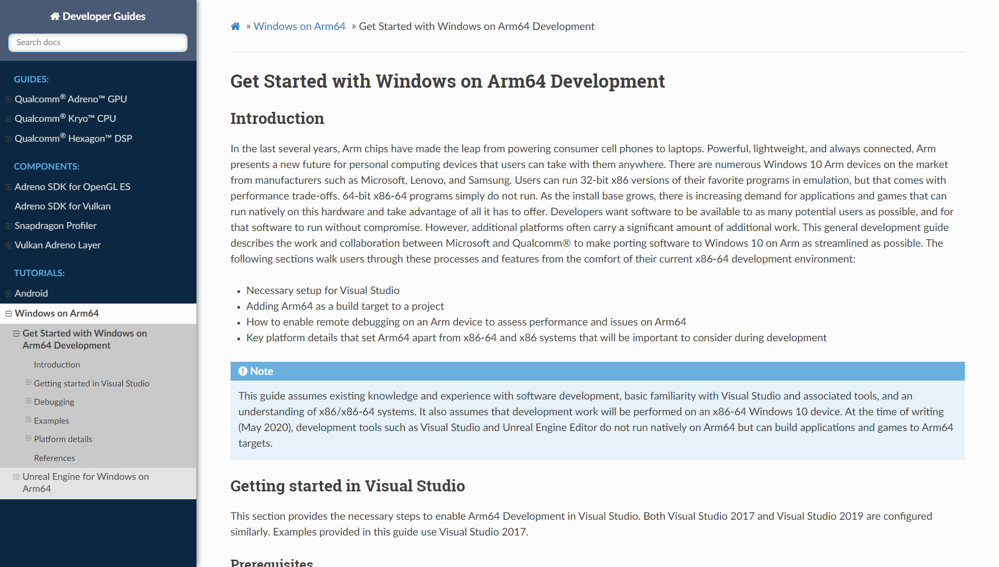 Developer Guides
Search docs
GUIDES:
Qualcomm® Adreno™ GPU
Qualcomm® Kryo™ CPU
Qualcomm® Hexagon™ DSP
COMPONENTS:
Adreno SDK for OpenGL ES
Adreno SDK for Vulkan
Snapdragon Profiler
Vulkan Adreno Layer
TUTORIALS:
Android
Windows on Arm64
Get Started with Windows on
Arm64 Development
Introduction
Getting started in Visual Studio
Debugging
Examples
Platform details
References
Unreal Engine for Windows on
Arm64
» Windows on Arm64 » Get Started with Windows on Arm64 Development
Get Started with Windows on Arm64 Development
Introduction
In the last several years, Arm chips have made the leap from powering consumer cell phones to laptops. Powerful, lightweight, and always connected, Arm
presents a new future for personal computing devices that users can take with them anywhere. There are numerous Windows 10 Arm devices on the market
from manufacturers such as Microsoft, Lenovo, and Samsung. Users can run 32-bit x86 versions of their favorite programs in emulation, but that comes with
performance trade-offs. 64-bit x86-64 programs simply do not run. As the install base grows, there is increasing demand for applications and games that can
run natively on this hardware and take advantage of all it has to offer. Developers want software to be available to as many potential users as possible, and for
that software to run without compromise. However, additional platforms often carry a significant amount of additional work. This general development guide
describes the work and collaboration between Microsoft and Qualcomm® to make porting software to Windows 10 on Arm as streamlined as possible. The
following sections walk users through these processes and features from the comfort of their current x86-64 development environment:
• Necessary setup for Visual Studio
• Adding Arm64 as a build target to a project
• How to enable remote debugging on an Arm device to assess performance and issues on Arm64
• Key platform details that set Arm64 apart from x86-64 and x86 systems that will be important to consider during development
Note
This guide assumes existing knowledge and experience with software development, basic familiarity with Visual Studio and associated tools, and an
understanding of x86/x86-64 systems. It also assumes that development work will be performed on an x86-64 Windows 10 device. At the time of writing
(May 2020), development tools such as Visual Studio and Unreal Engine Editor do not run natively on Arm64 but can build applications and games to Arm64
targets.
Getting started in Visual Studio
This section provides the necessary steps to enable Arm64 Development in Visual Studio. Both Visual Studio 2017 and Visual Studio 2019 are configured
similarly. Examples provided in this guide use Visual Studio 2017.
Prerequisites